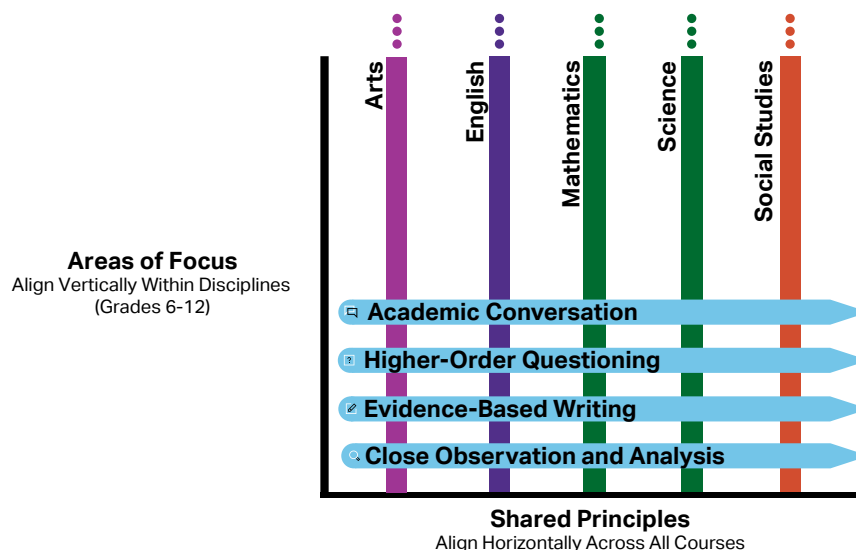 Arts
English
Mathematics
Science
Social Studies
Areas of Focus
Align Vertically Within Disciplines
(Grades 6-12)
Academic Conversation
Higher-Order Questioning
Evidence-Based Writing
Close Observation and Analysis
Shared Principles
Align Horizontally Across All Courses